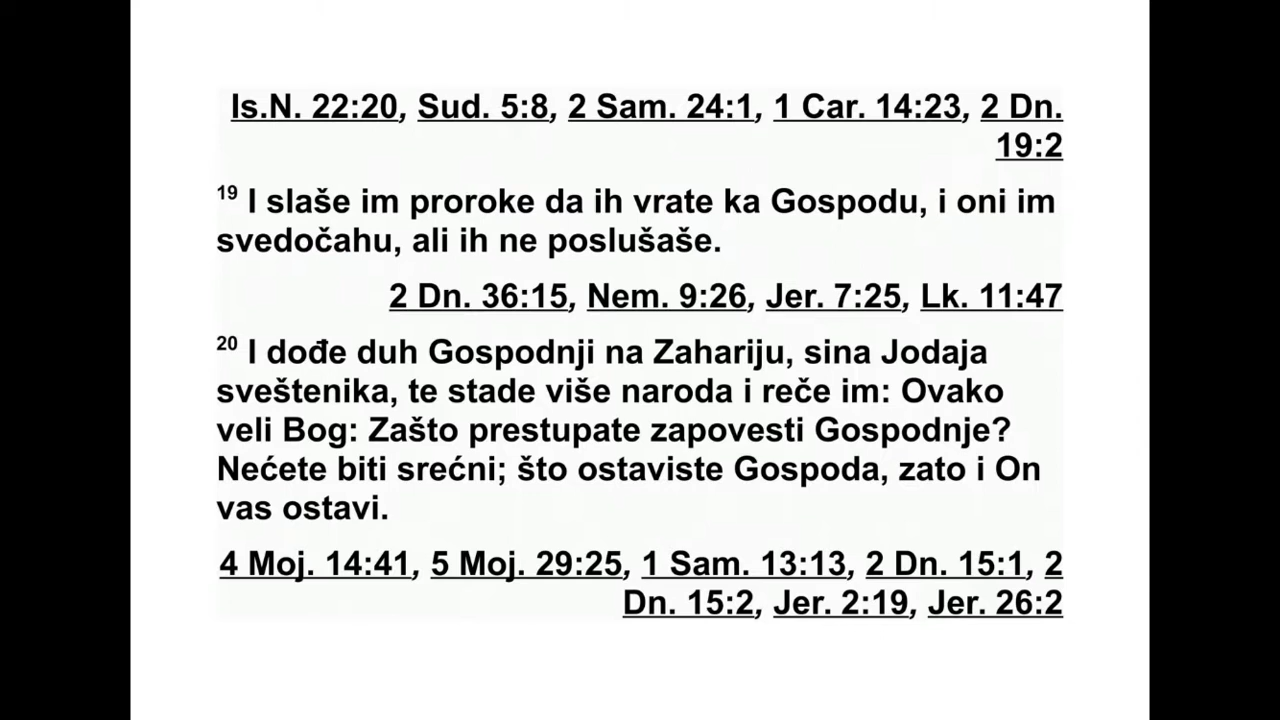 Is.N. 22:20, Sud. 5:8, 2 Sam. 24:1, 1 Car. 14:23, 2 Dn.
19:2
19 I slaše im proroke da ih vrate ka Gospodu, i oni im
svedočahu, ali ih ne poslušaše.
2 Dn. 36:15, Nem. 9:26, Jer. 7:25, Lk. 11:47
20 I dođe duh Gospodnji na Zahariju, sina Jodaja
sveštenika, te stade više naroda i reče im: Ovako
veli Bog: Zašto prestupate zapovesti Gospodnje?
Nećete biti srećni; što ostaviste Gospoda, zato i On
vas ostavi.
4 Moj. 14:41, 5 Moj. 29:25, 1 Sam. 13:13, 2 Dn. 15:1, 2
Dn. 15:2, Jer. 2:19, Jer. 26:2